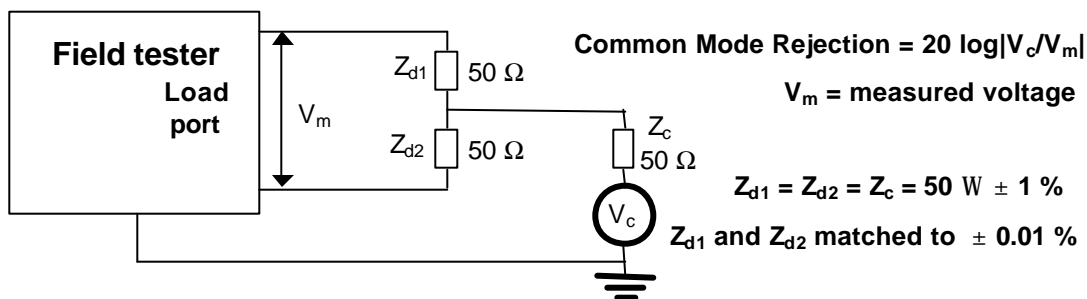 Field tester
Load
port
Vm
Zd1
50 Ω
Zd2
50 Ω
Zc
50 Ω
Vc
Common Mode Rejection = 20 log|Vc/Vm|
Vm = measured voltage
Zd1 = Zd2 = Zc = 50 W ± 1 %
Zd1 and Zd2 matched to ± 0.01 %